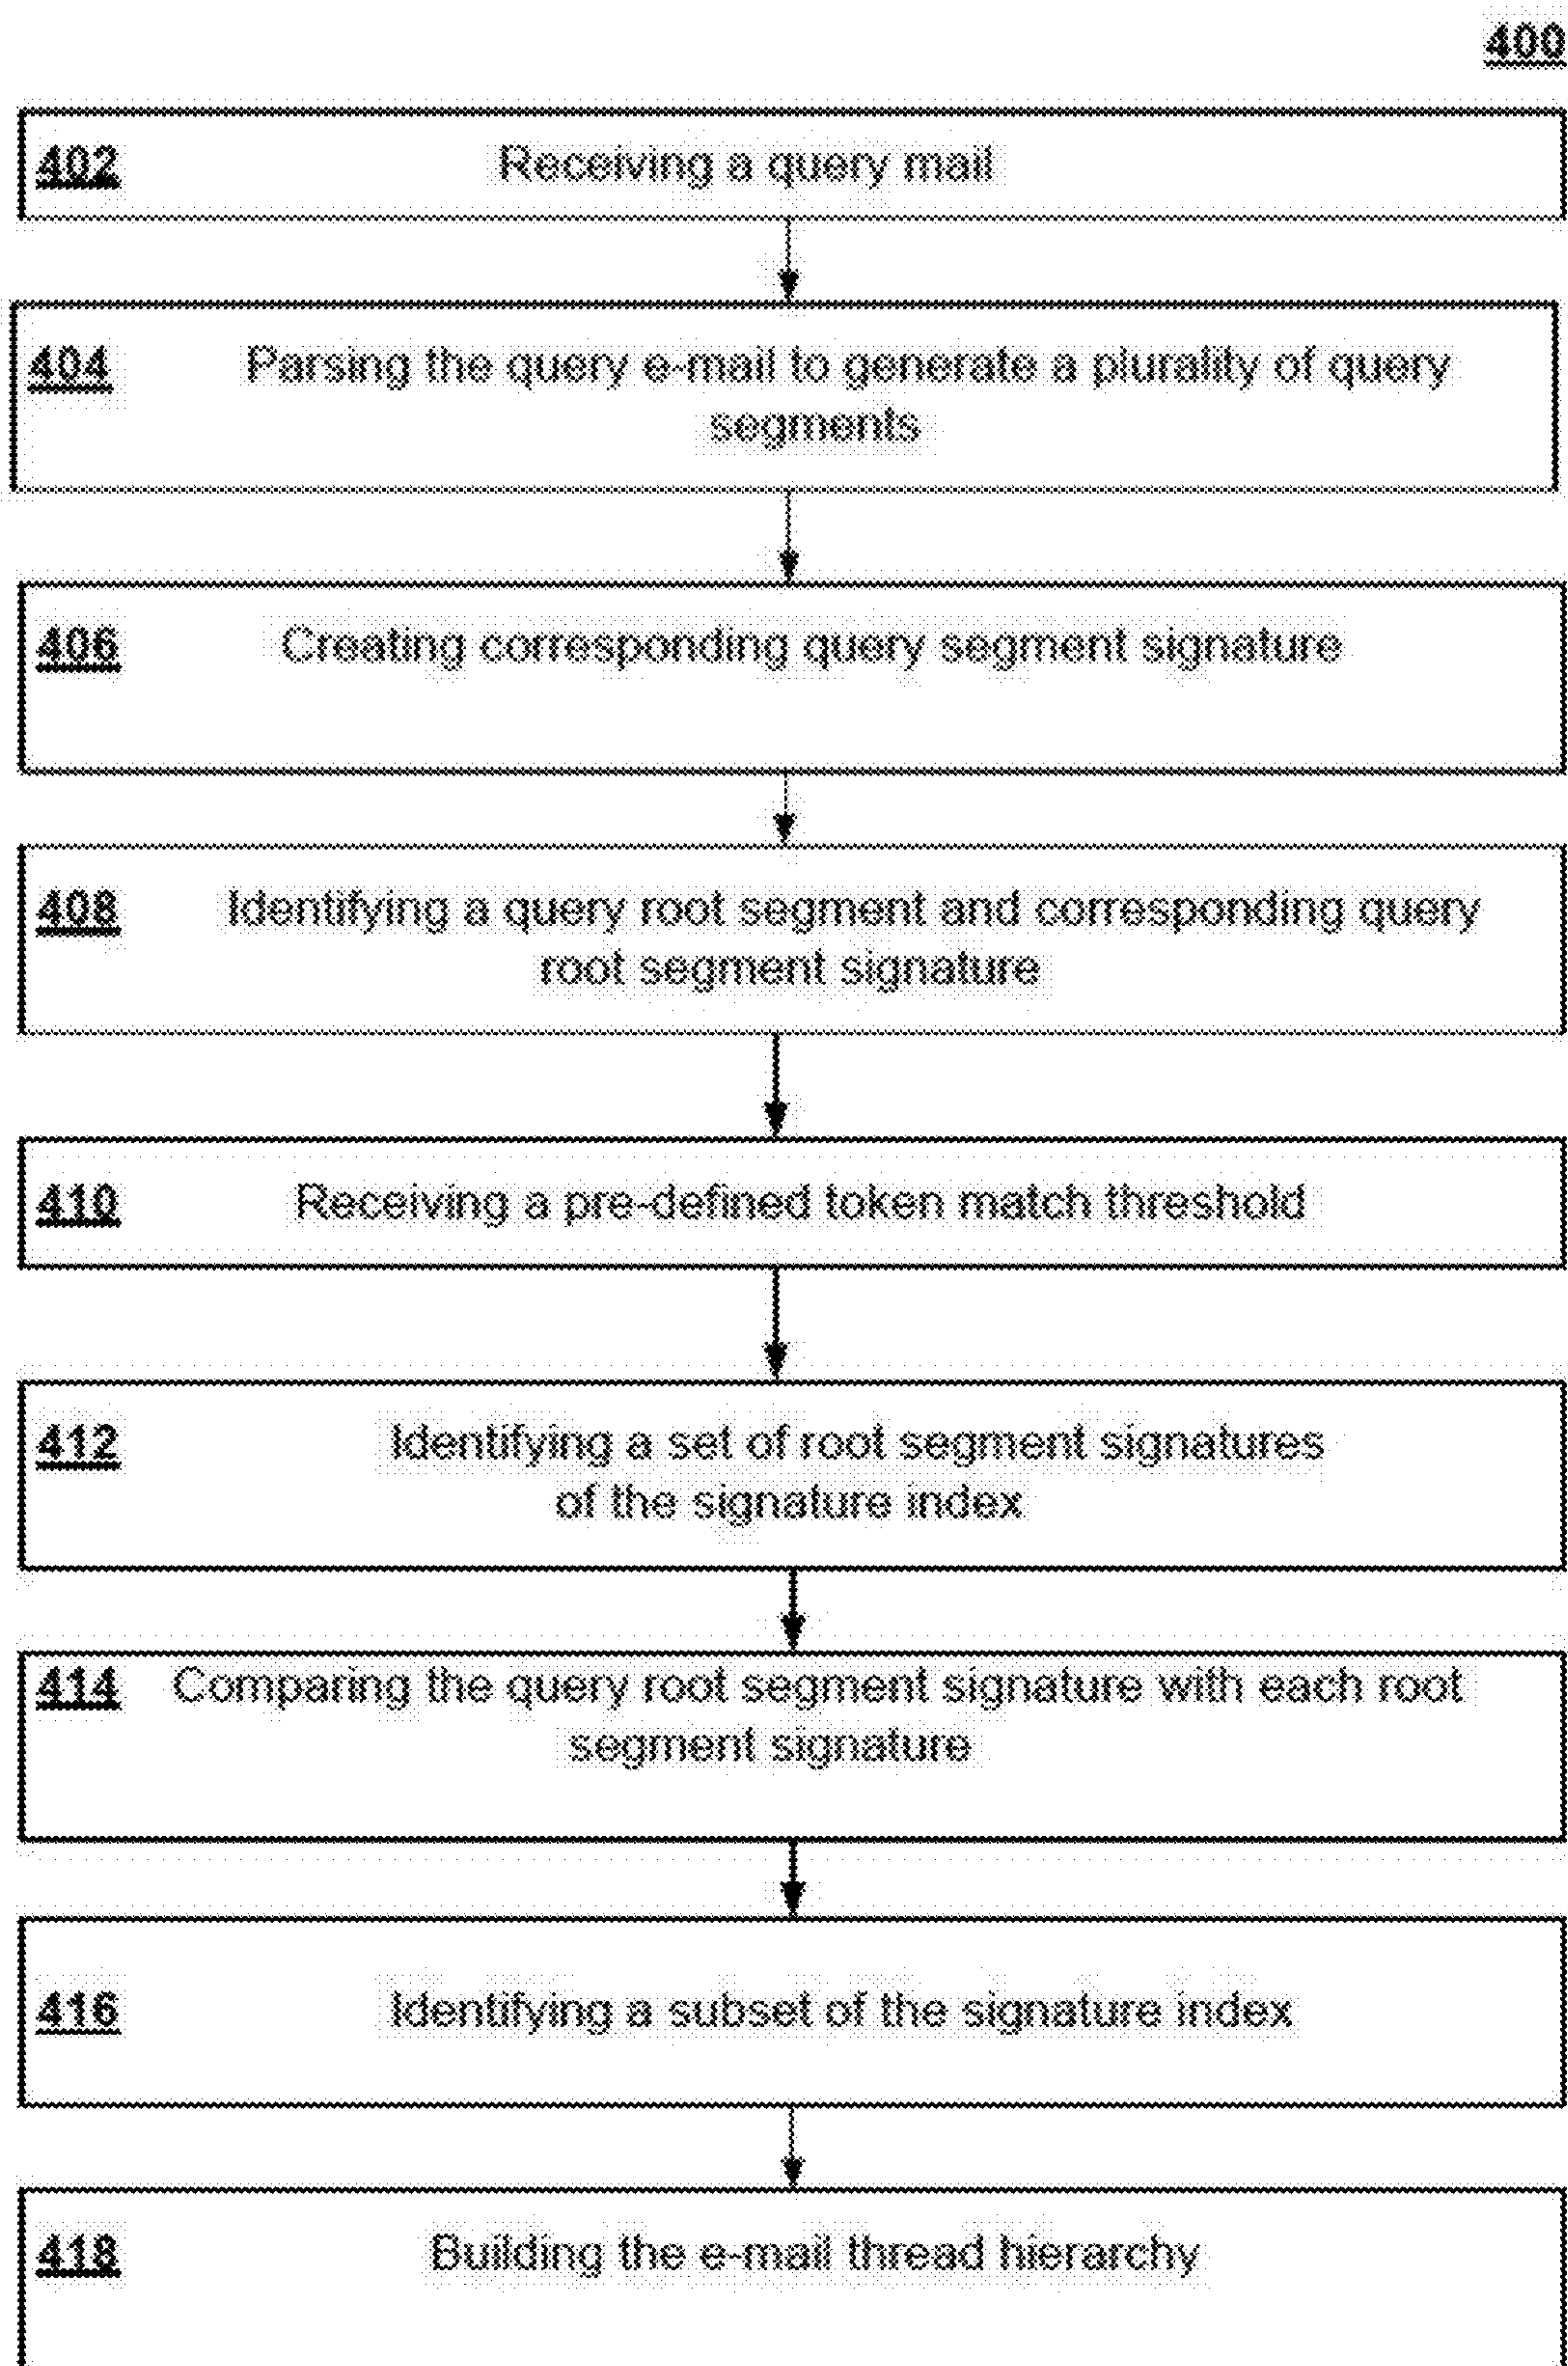 400
402 Receiving a query mail
404 Parsing the query e-mail to generate a plurality of query
segments
406 Creating corresponding query segment signature
408 Identifying a query root segment and corresponding query
root segment signature
410 Receiving a pre-defined token match threshold
412 Identifying a set of root segment signatures
of the signature index
414 Comparing the query root segment signature with each root
segment signature
416 Identifying a subset of the signature index
418 Building the e-mail thread hierarchy